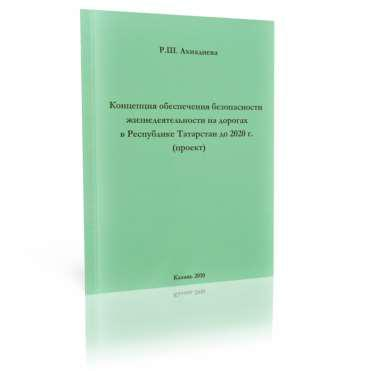 Р.Ш. Ахмадиева
Концепция обеспечения безопасности
жизнедеятельности на дорогах
в Республике Татарстан до 2020 г.
(проект)
Казань 2010